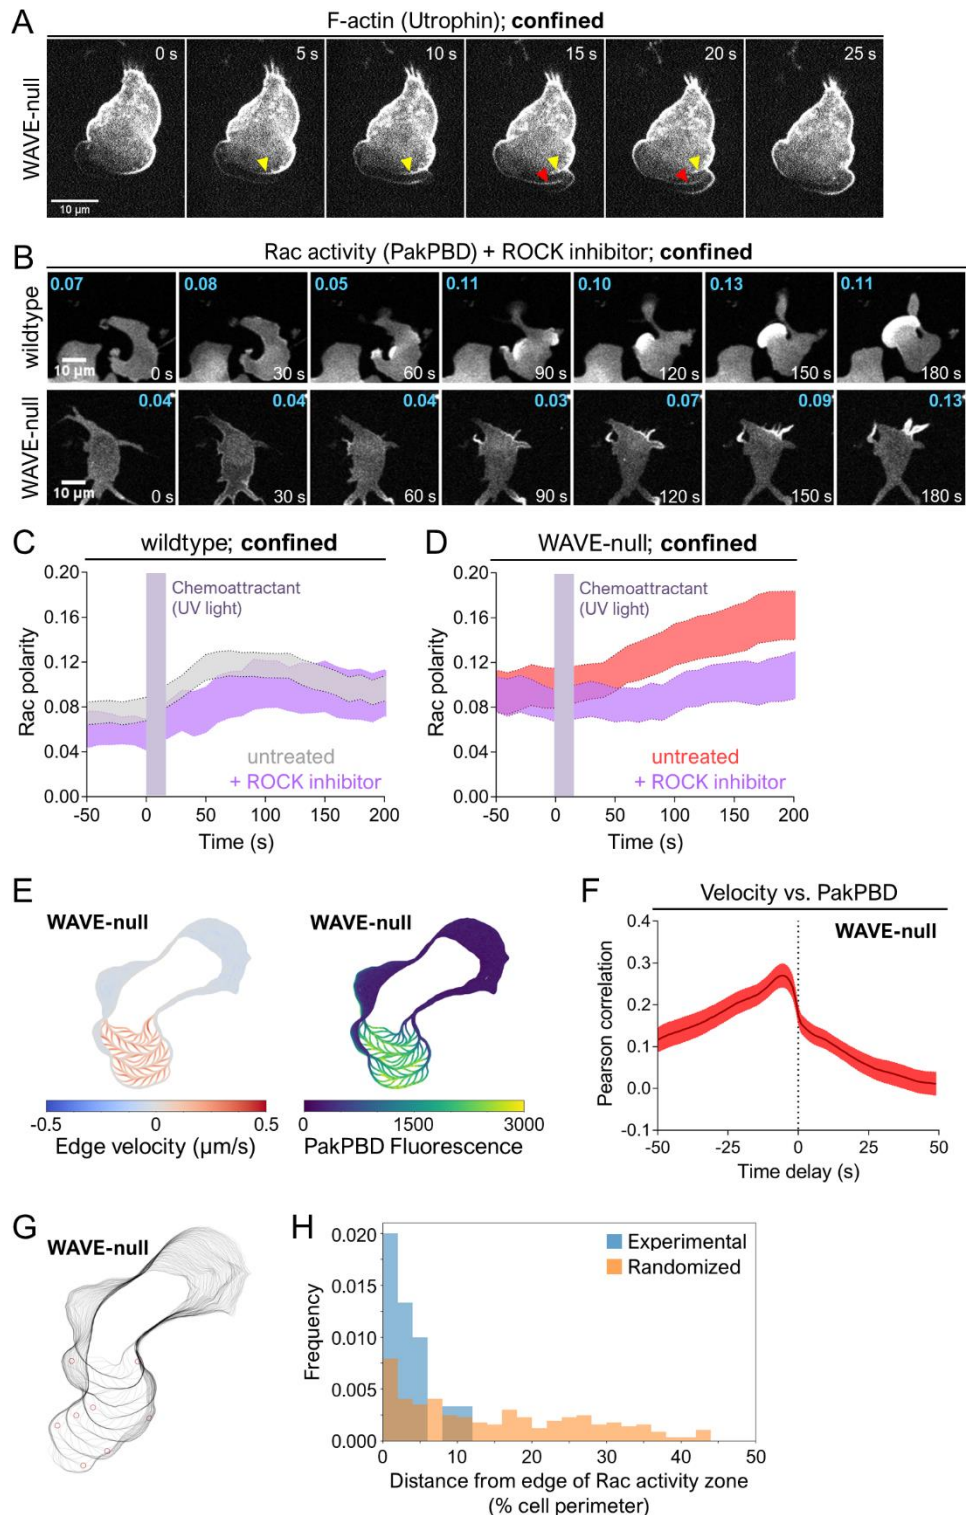 A
F-actin (Utrophin); confined
WAVE-null
0 s
5 s
10 s
15 s
20 s
25 s
10 µm
B
Rac activity (PakPBD) + ROCK inhibitor; confined
wildtype
0.07
0.08
0.05
0.11
0.10
0.13
0.11
10 µm
0 s
30 s
60 s
90 s
120 s
150 s
180 s
WAVE-null
0.04
0.04
0.04
0.03
0.07
0.09
0.13
10 µm
0 s
30 s
60 s
90 s
120 s
150 s
180 s
C
wildtype; confined
0.20
0.16
0.12
0.08
0.04
0.00
Rac polarity
Chemoattractant
(UV light)
untreated
+ ROCK inhibitor
-50
0
50
100
150
200
Time (s)
D
WAVE-null; confined
0.20
0.16
0.12
0.08
0.04
0.00
Rac polarity
Chemoattractant
(UV light)
untreated
+ ROCK inhibitor
-50
0
50
100
150
200
Time (s)
E
WAVE-null
WAVE-null
-0.5
0
0.5
Edge velocity (µm/s)
0
1500
3000
PakPBD Fluorescence
F
Velocity vs. PakPBD
WAVE-null
0.4
0.3
0.2
0.1
0.0
-0.1
Pearson correlation
-50
-25
0
25
50
Time delay (s)
G
WAVE-null
H
Experimental
Randomized
0.020
0.015
0.010
0.005
0.000
Frequency
0
10
20
30
40
50
Distance from edge of Rac activity zone
(% cell perimeter)